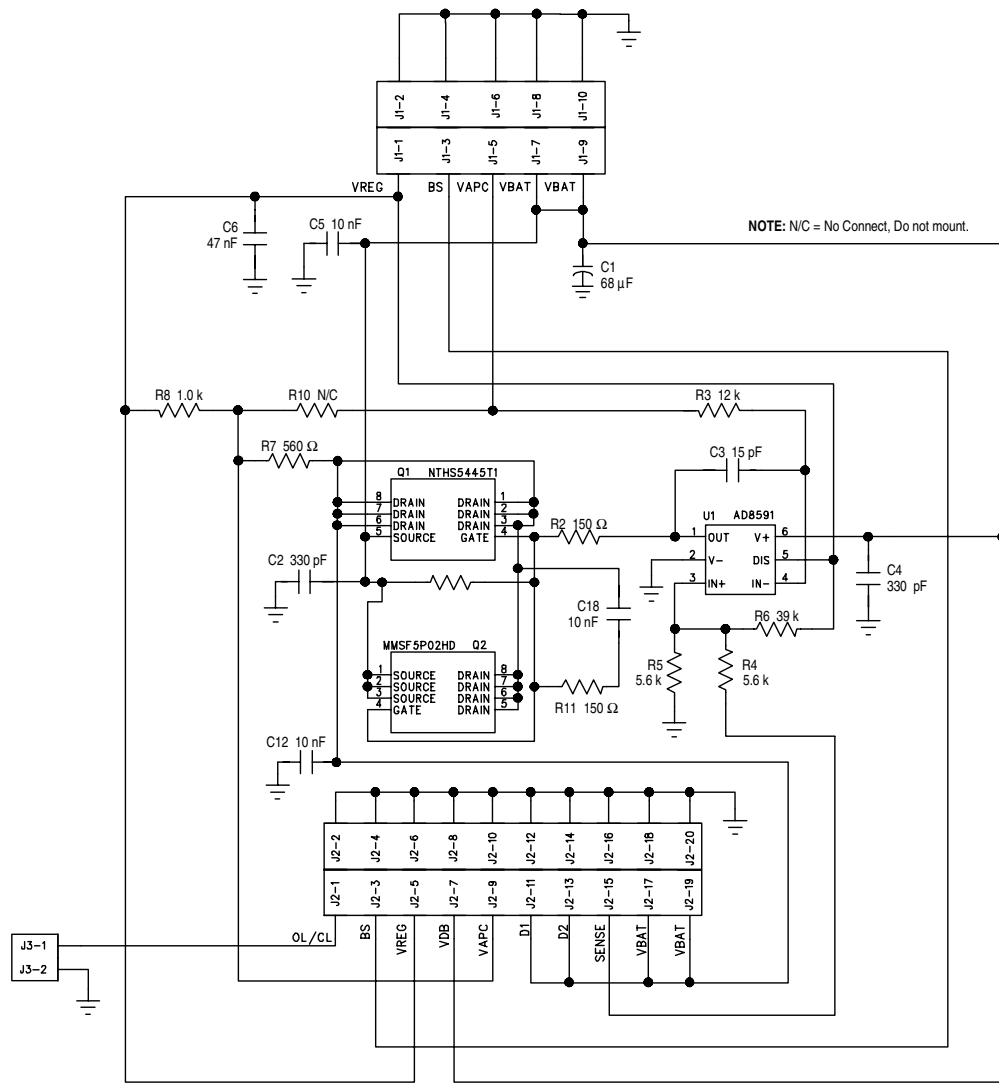 J1-2 J1-4 J1-6 J1-8 J1-10
J1-1 J1-3 J1-5 J1-7 J1-9
VREG BS VAPC VBAT VBAT
C6
47 nF
C5 10 nF
C1
68 µF
NOTE: N/C = No Connect, Do not mount.
R8 1.0 k
R10 N/C
R3 12 k
R7 560 Ω
C3 15 pF
Q1 NTHS5445T1
8 DRAIN DRAIN 1
7 DRAIN DRAIN 2
6 DRAIN DRAIN 3
5 SOURCE GATE 4
R2 150 Ω
U1 AD8591
1 OUT V+ 6
2 V- DIS 5
3 IN+ IN- 4
C2 330 pF
C4
330 pF
C18
10 nF
R6 39 k
MMSF5P02HD Q2
1 SOURCE DRAIN 8
2 SOURCE DRAIN 7
3 SOURCE DRAIN 6
4 GATE DRAIN 5
R5
5.6 k
R4
5.6 k
R11 150 Ω
C12 10 nF
J2-2 J2-4 J2-6 J2-8 J2-10 J2-12 J2-14 J2-16 J2-18 J2-20
J2-1 J2-3 J2-5 J2-7 J2-9 J2-11 J2-13 J2-15 J2-17 J2-19
OL/CL BS VREG VDB VAPC D1 D2 SENSE VBAT VBAT
J3-1
J3-2